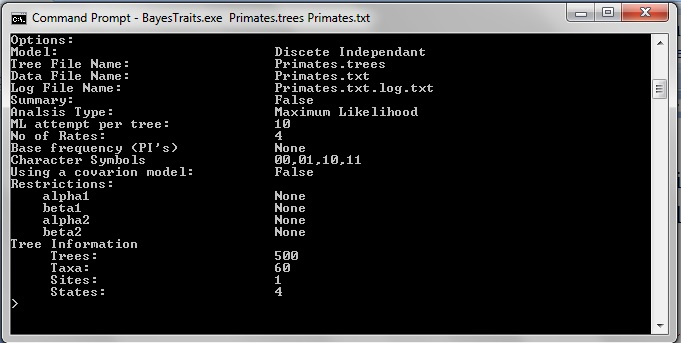 Command Prompt - BayesTraits.exe Primates.trees Primates.txt
Options:
Model: Discete Independant
Tree File Name: Primates.trees
Data File Name: Primates.txt
Log File Name: Primates.txt.log.txt
Summary: False
Analsis Type: Maximum Likelihood
ML attempt per tree: 10
No of Rates: 4
Base frequency (PI's) None
Character Symbols 00,01,10,11
Using a covarion model: False
Restrictions:
alpha1 None
beta1 None
alpha2 None
beta2 None
Tree Information
Trees: 500
Taxa: 60
Sites: 1
States: 4
>